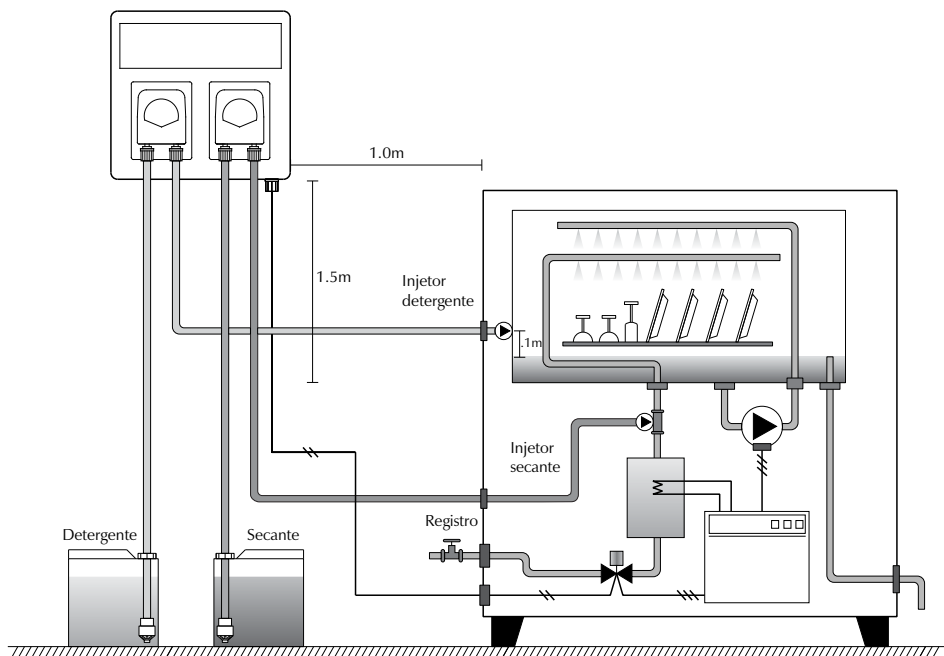 1.0m
1.5m
Injetor
detergente
.1m
Injetor
secante
Registro
Detergente
Secante